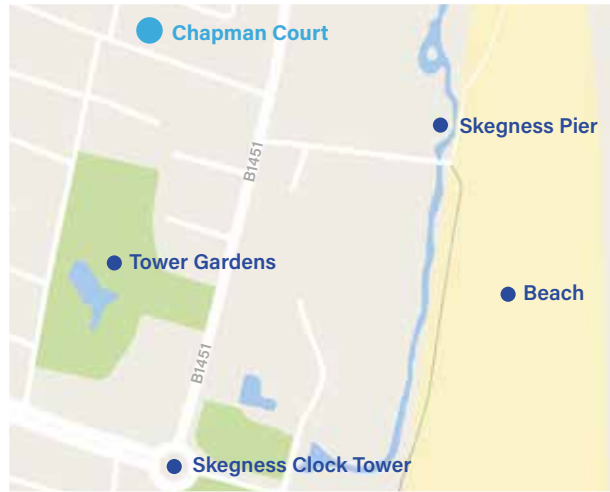 Chapman Court
Skegness Pier
B1451
Tower Gardens
Beach
B1451
Skegness Clock Tower